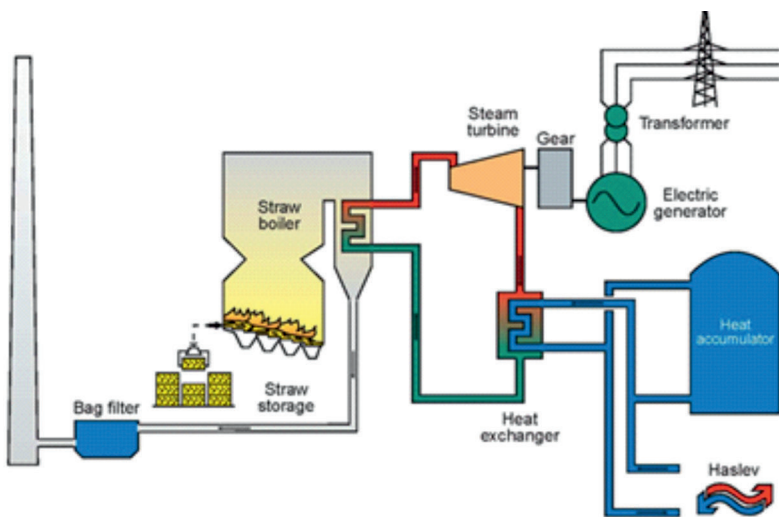 Steam
turbine
Gear
Transformer
Straw
boiler
Electric
generator
Heat
accumulator
Straw
storage
Bag filter
Heat
exchanger
Haslev